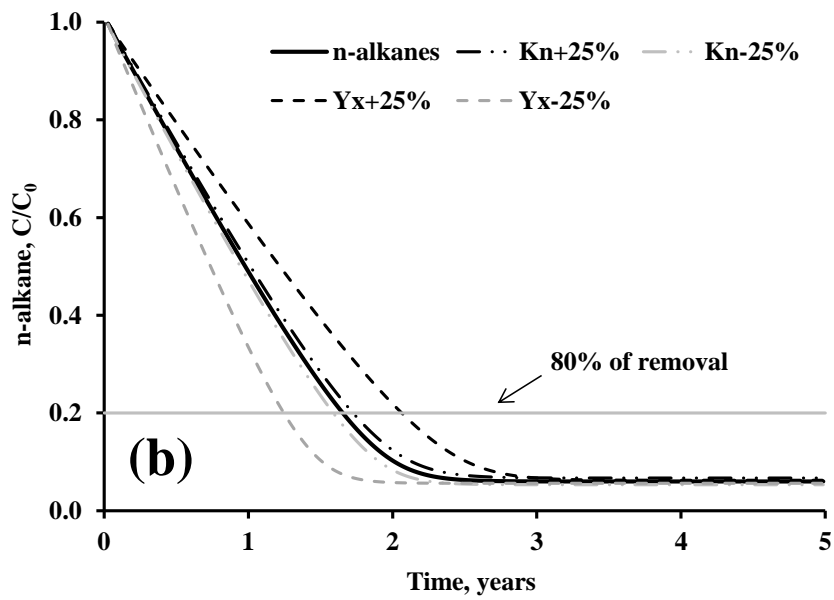 1.0
0.8
0.6
0.4
0.2
0.0
n-alkane, C/C₀
n-alkanes Kn+25% Kn-25%
Yx+25% Yx-25%
80% of removal
(b)
0 1 2 3 4 5
Time, years